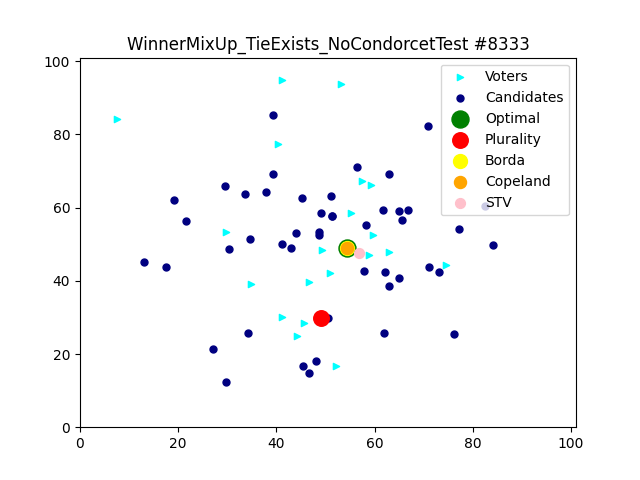 WinnerMixUp_TieExists_NoCondorcetTest #8333
Voters
Candidates
Optimal
Plurality
Borda
Copeland
STV
100
80
60
40
20
0
0 20 40 60 80 100